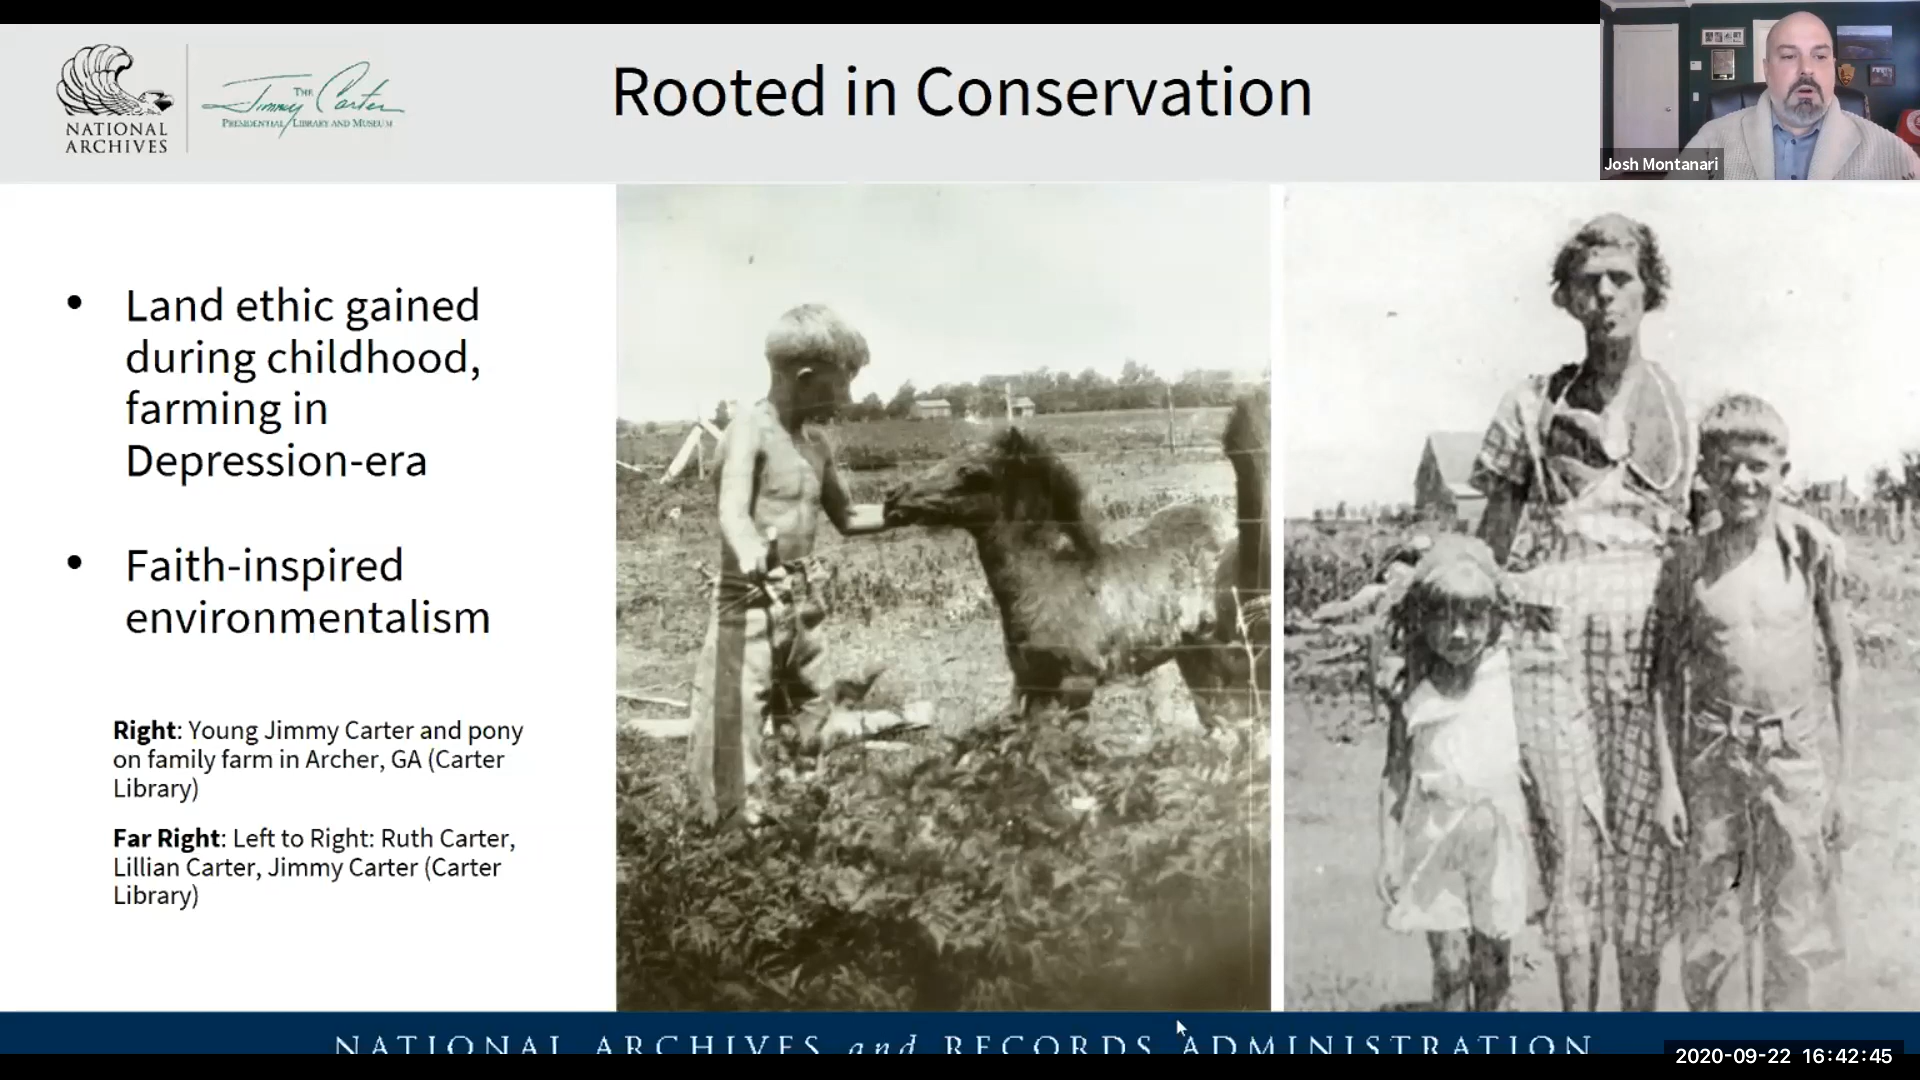 NATIONAL
ARCHIVES
THE
Jimmy Carter
PRESIDENTIAL LIBRARY AND MUSEUM
Rooted in Conservation
Josh Montanari
• Land ethic gained
during childhood,
farming in
Depression-era
• Faith-inspired
environmentalism
Right: Young Jimmy Carter and pony
on family farm in Archer, GA (Carter
Library)
Far Right: Left to Right: Ruth Carter,
Lillian Carter, Jimmy Carter (Carter
Library)
NATIONAL ARCHIVES and RECORDS ADMINISTRATION
2020-09-22 16:42:45